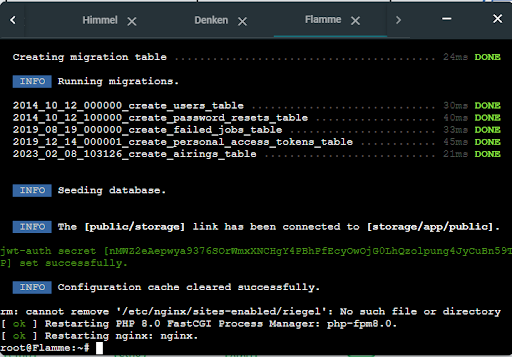 Himmel
Denken
Flamme
Creating migration table ........................................ 24ms DONE
INFO Running migrations.
2014_10_12_000000_create_users_table ............................. 30ms DONE
2014_10_12_100000_create_password_resets_table ................... 40ms DONE
2019_08_19_000000_create_failed_jobs_table ....................... 33ms DONE
2019_12_14_000001_create_personal_access_tokens_table ............ 45ms DONE
2023_02_08_103126_create_airings_table ........................... 21ms DONE
INFO Seeding database.
INFO The [public/storage] link has been connected to [storage/app/public].
jwt-auth secret
P] set successfully.
INFO Configuration cache cleared successfully.
rm: cannot remove '/etc/nginx/sites-enabled/riegel': No such file or directory
[ ok ] Restarting PHP 8.0 FastCGI Process Manager: php-fpm8.0.
[ ok ] Restarting nginx: nginx.
root@Flamme:~#